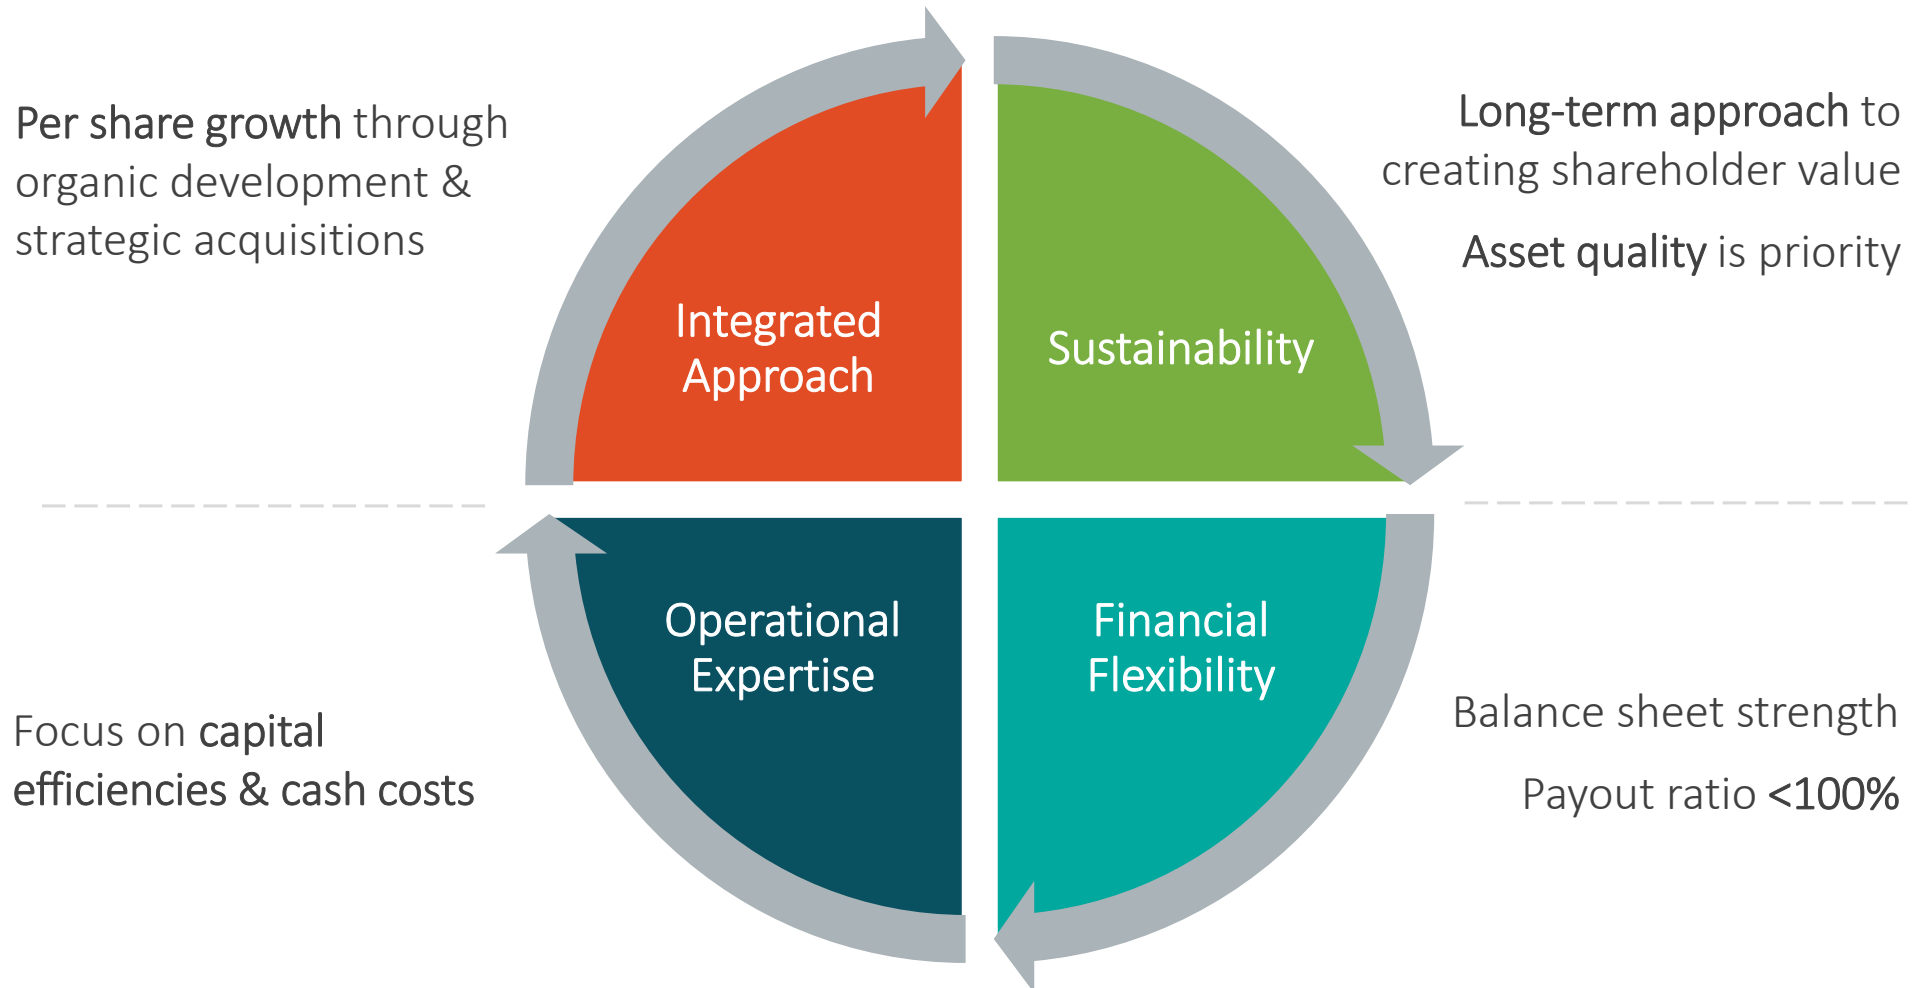 Per share growth through
organic development &
strategic acquisitions
Integrated
Approach
Sustainability
Long-term approach to
creating shareholder value
Asset quality is priority
Focus on capital
efficiencies & cash costs
Operational
Expertise
Financial
Flexibility
Balance sheet strength
Payout ratio <100%